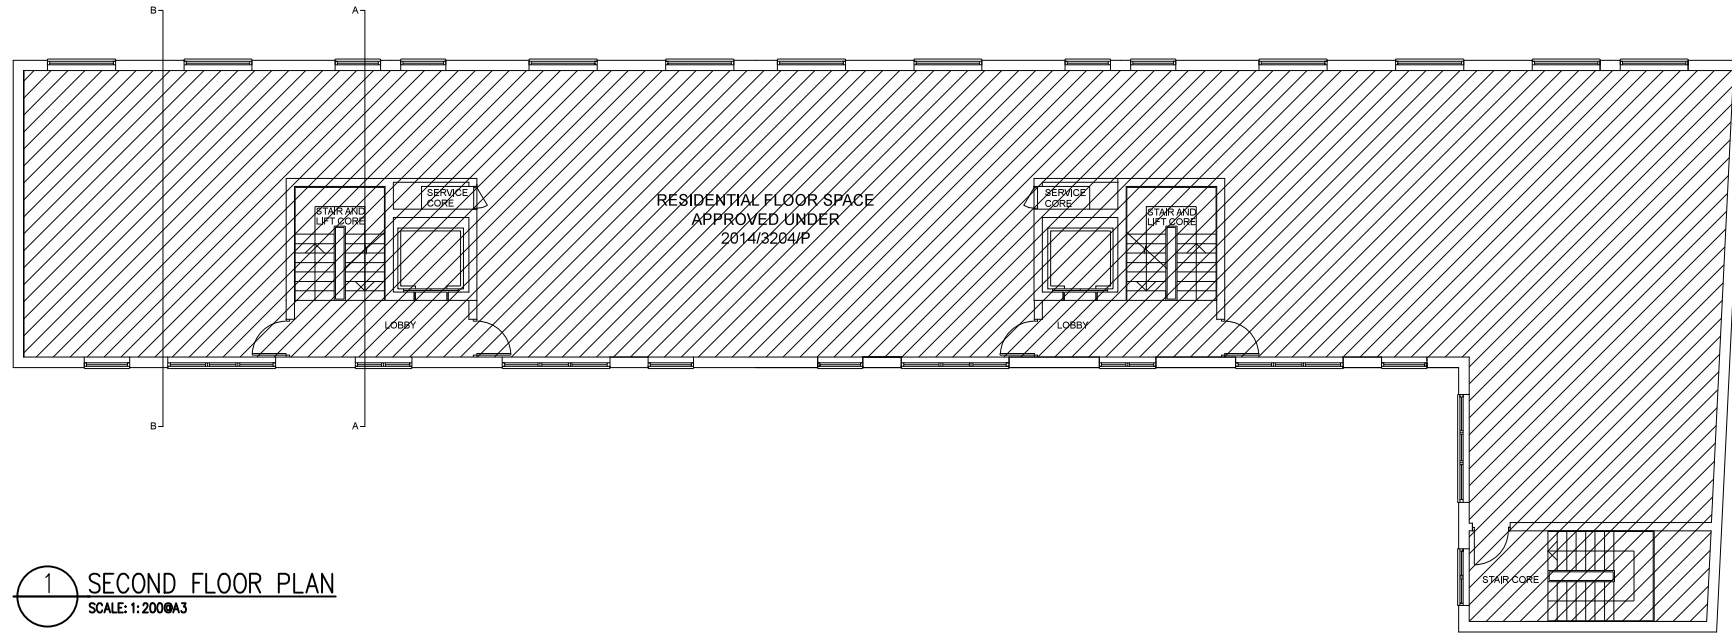 B
A
SERVICE
CORE
STAIR AND
LIFT CORE
RESIDENTIAL FLOOR SPACE
APPROVED UNDER
2014/3204/P
SERVICE
CORE
STAIR AND
LIFT CORE
LOBBY
LOBBY
B
A
1
SECOND FLOOR PLAN
SCALE: 1:200@A3
STAIR CORE